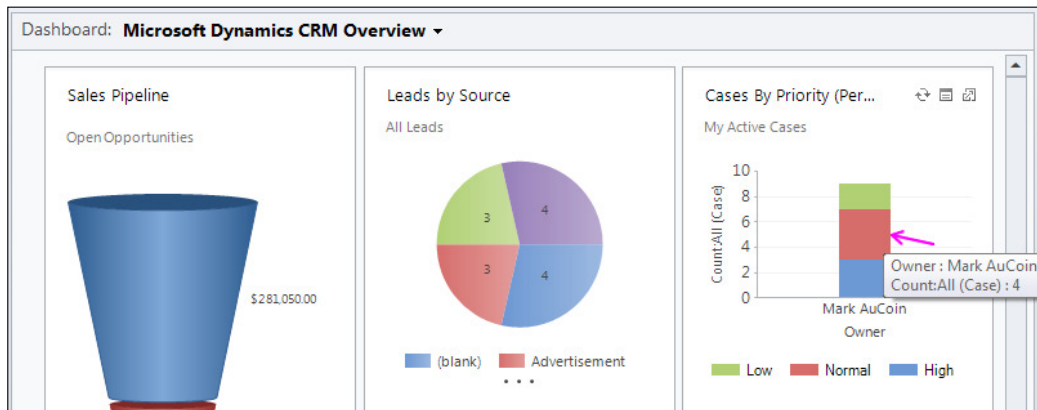 Dashboard: Microsoft Dynamics CRM Overview
Sales Pipeline
Open Opportunities
$281,050.00
Leads by Source
All Leads
3
4
3
4
(blank)
Advertisement
Cases By Priority (Per...
My Active Cases
Count:All (Case)
10
8
6
4
2
0
Owner : Mark AuCoin
Count:All (Case) : 4
Mark AuCoin
Owner
Low
Normal
High